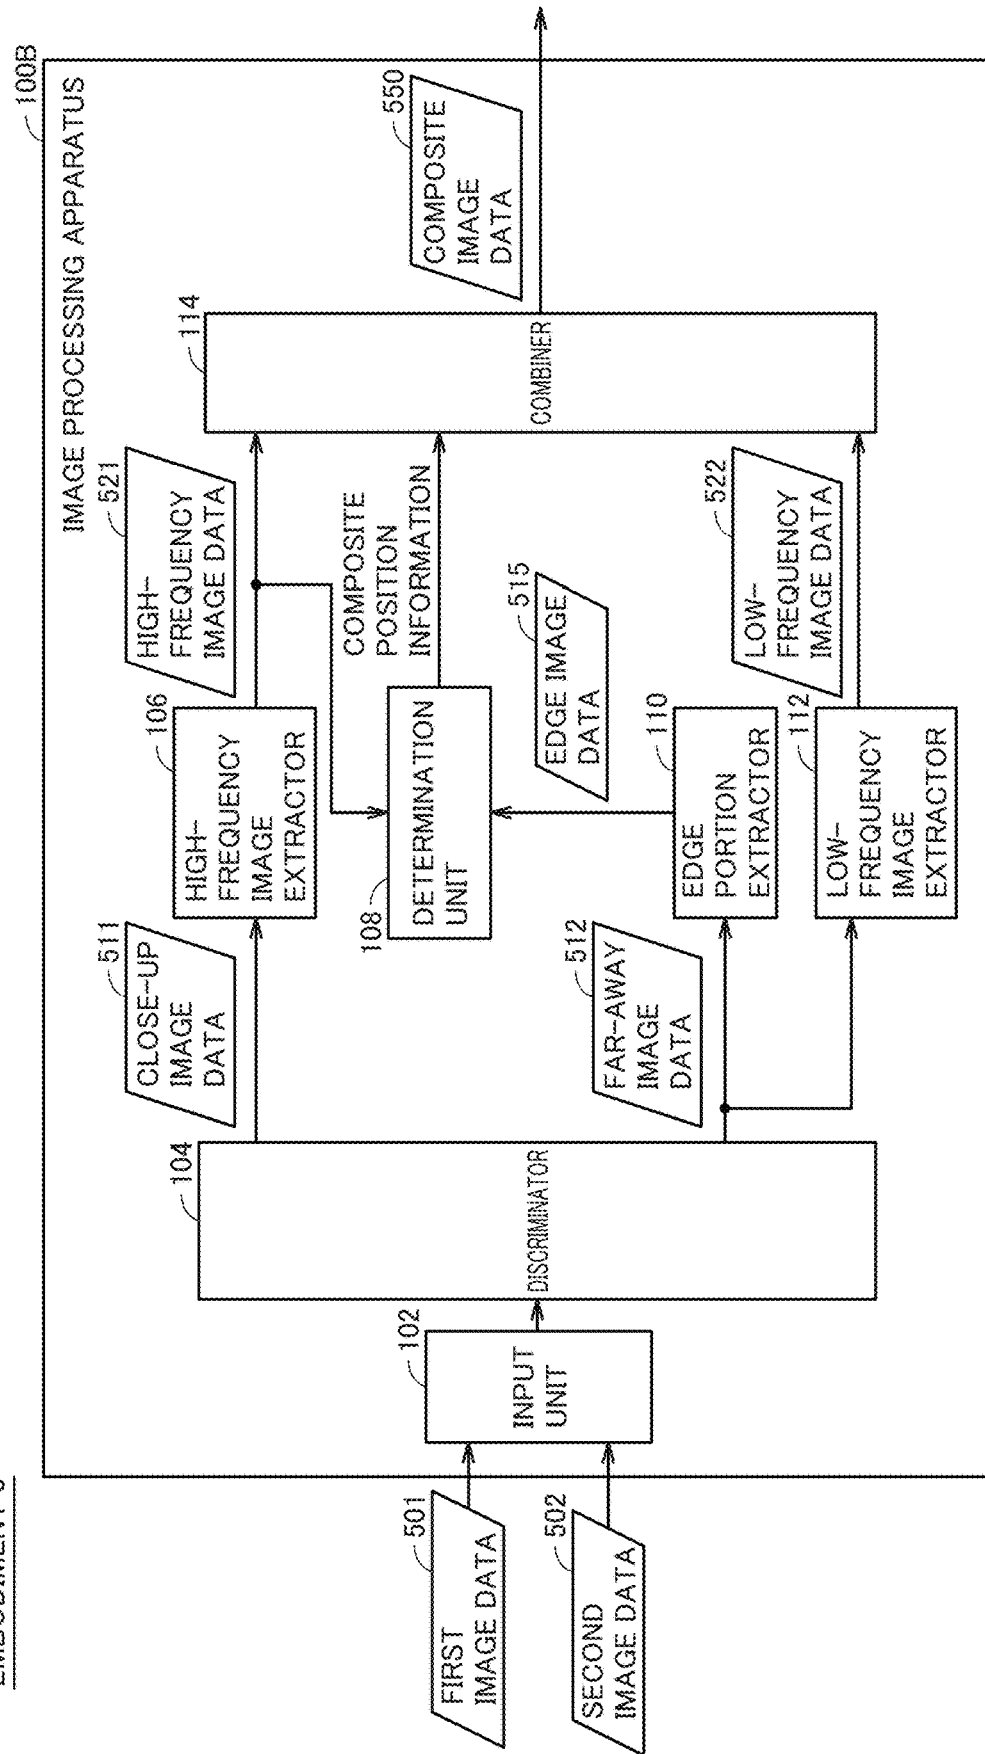 EMBODIMENT
100B
IMAGE PROCESSING APPARATUS
501
FIRST
IMAGE DATA
502
SECOND
IMAGE DATA
102
INPUT
UNIT
104
DISCRIMINATOR
511
CLOSE-UP
IMAGE
DATA
512
FAR-AWAY
IMAGE
DATA
106
HIGH-
FREQUENCY
IMAGE
EXTRACTOR
108
DETERMINATION
UNIT
110
EDGE
PORTION
EXTRACTOR
112
LOW-
FREQUENCY
IMAGE
EXTRACTOR
521
HIGH-
FREQUENCY
IMAGE DATA
COMPOSITE
POSITION
INFORMATION
515
EDGE IMAGE
DATA
522
LOW-
FREQUENCY
IMAGE DATA
114
COMBINER
550
COMPOSITE
IMAGE
DATA